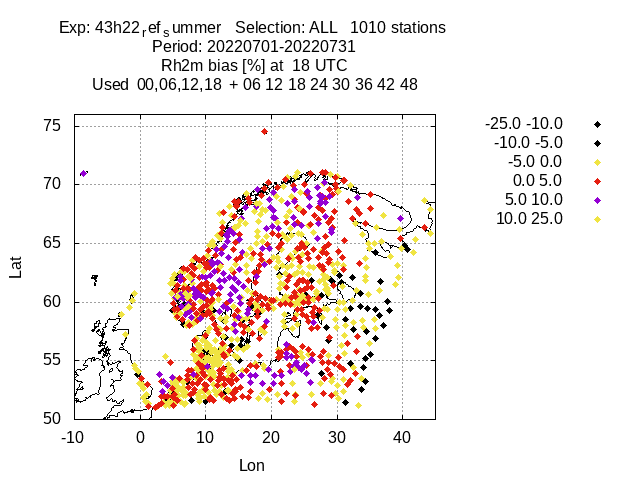 Exp: 43h22refsummer Selection: ALL 1010 stations
Period: 20220701-20220731
Rh2m bias [%] at 18 UTC
Used 00,06,12,18 + 06 12 18 24 30 36 42 48
-25.0 -10.0
-10.0 -5.0
-5.0 0.0
0.0 5.0
5.0 10.0
10.0 25.0
75
70
65
60
55
50
Lat
-10 0 10 20 30 40
Lon